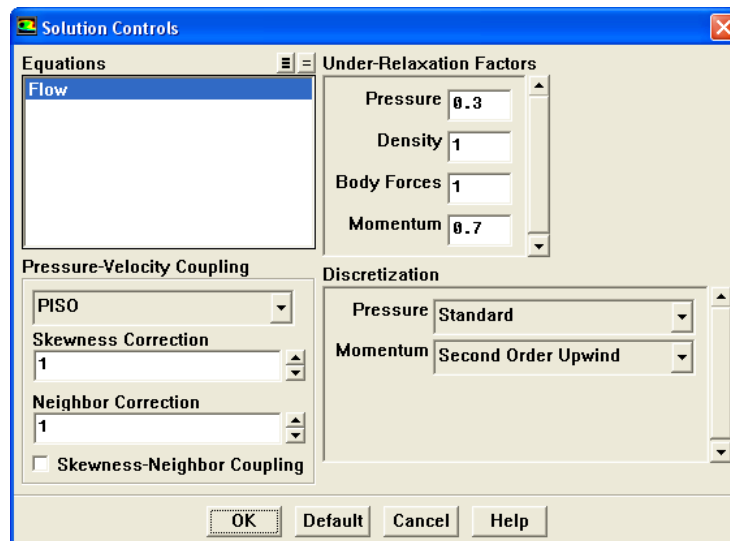 Solution Controls
Equations
Flow
Under-Relaxation Factors
Pressure 0.3
Density 1
Body Forces 1
Momentum 0.7
Pressure-Velocity Coupling
PISO
Skewness Correction
1
Neighbor Correction
1
Skewness-Neighbor Coupling
Discretization
Pressure Standard
Momentum Second Order Upwind
OK Default Cancel Help